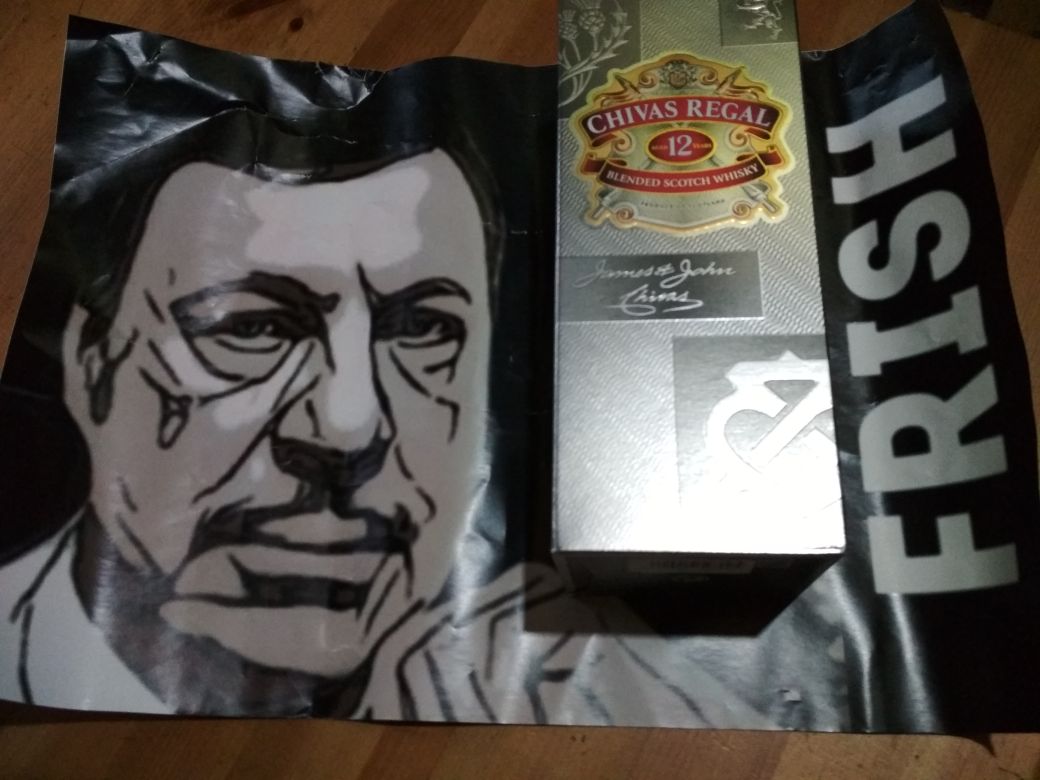 CHIVAS REGAL
AGED 12 YEARS
BLENDED SCOTCH WHISKY
James & John
Chivas
FRISH